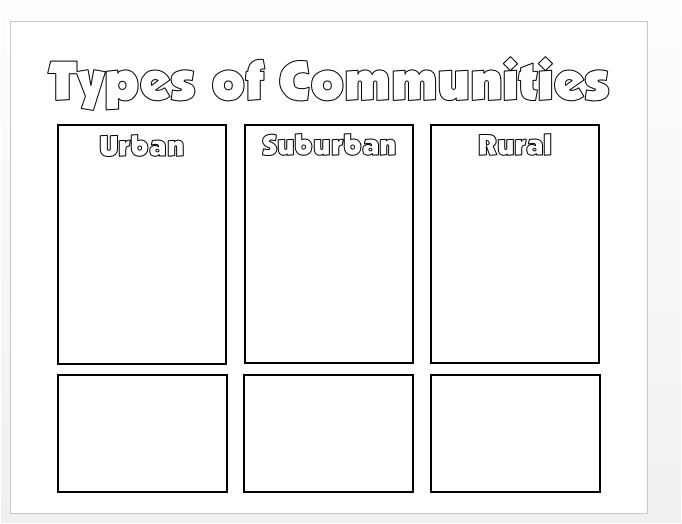 Types of Communities
Urban
Suburban
Rural